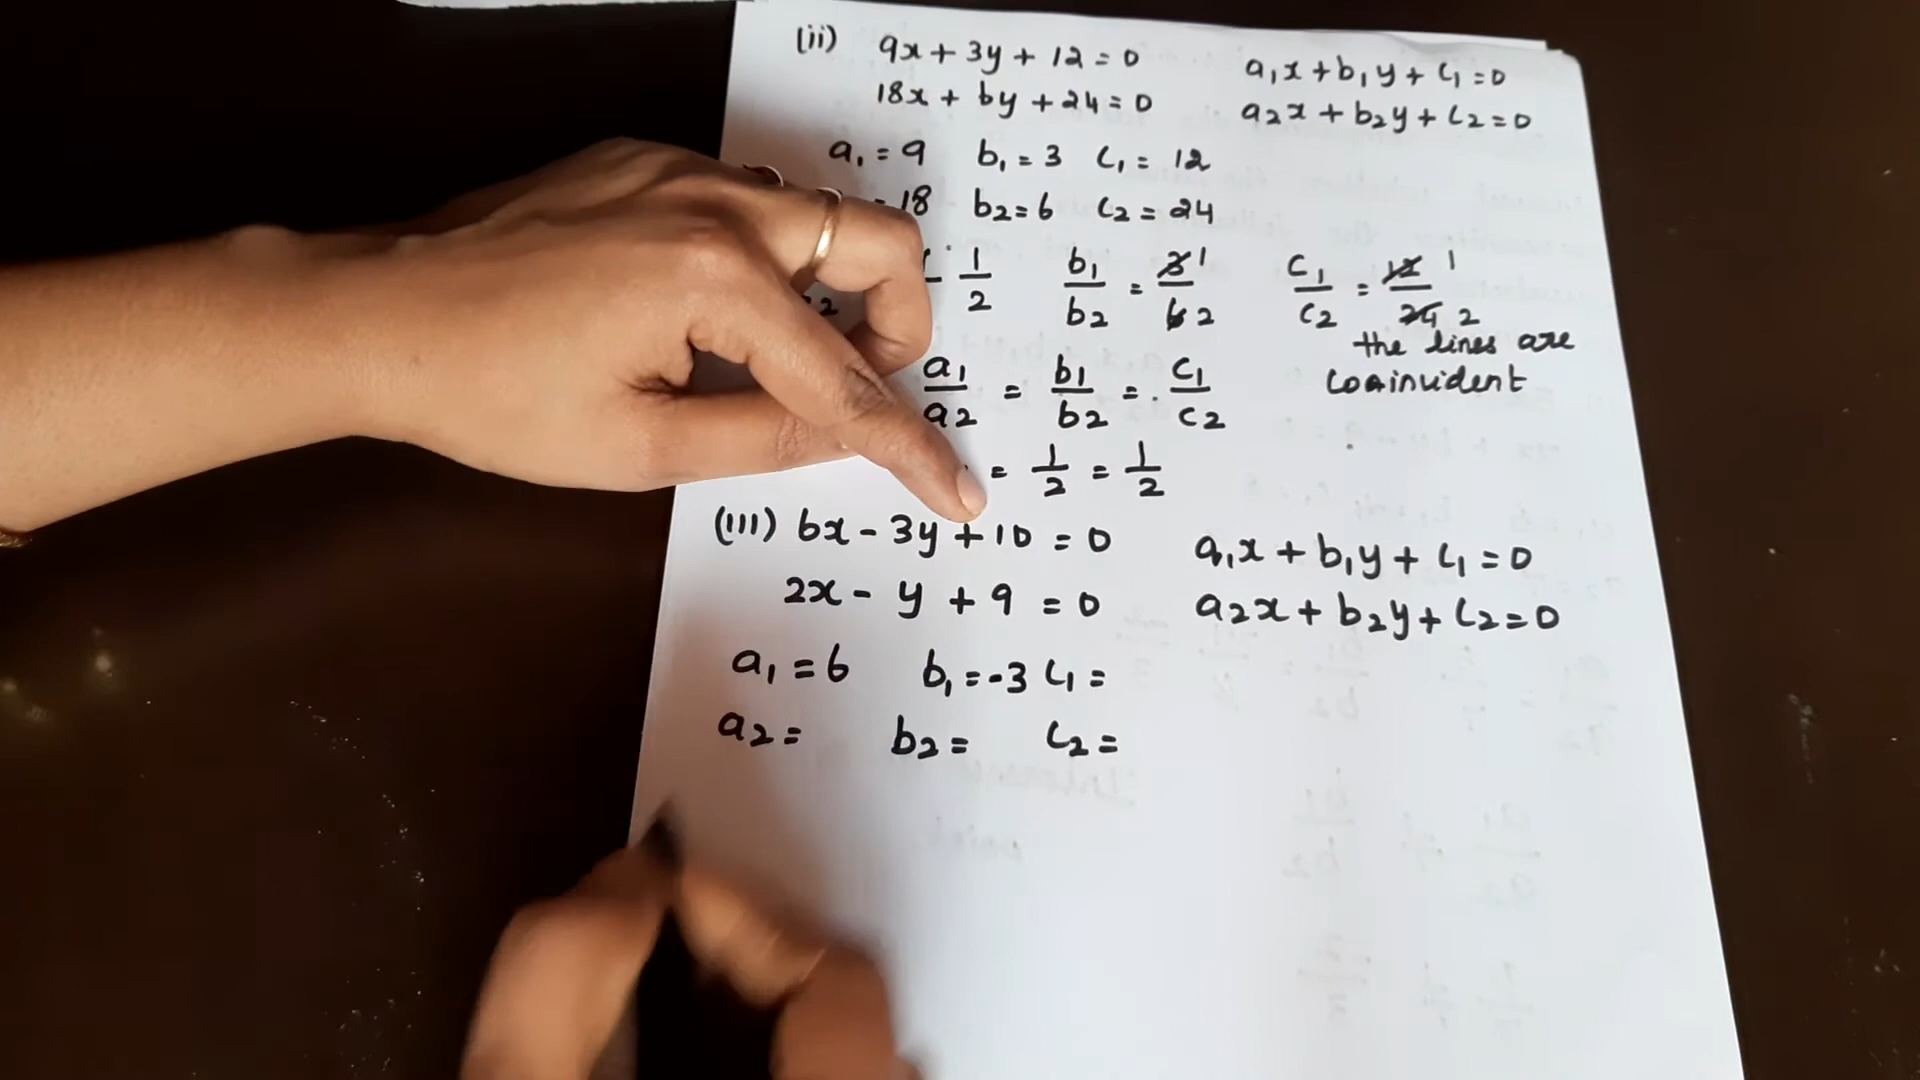 (ii) 9x + 3y + 12 = 0 a₁x + b₁y + c₁ = 0
18x + 6y + 24 = 0 a₂x + b₂y + c₂ = 0
a₁ = 9 b₁ = 3 c₁ = 12
= 18 b₂ = 6 c₂ = 24
1/2 b₁/b₂ = 3 1/6 2 c₁/c₂ = 12 1/24 2
the lines are
coainvident
a₁/a₂ = b₁/b₂ = c₁/c₂
= 1/2 = 1/2
(iii) 6x - 3y + 10 = 0 a₁x + b₁y + c₁ = 0
2x - y + 9 = 0 a₂x + b₂y + c₂ = 0
a₁ = 6 b₁ = -3 c₁ =
a₂ = b₂ = c₂ =